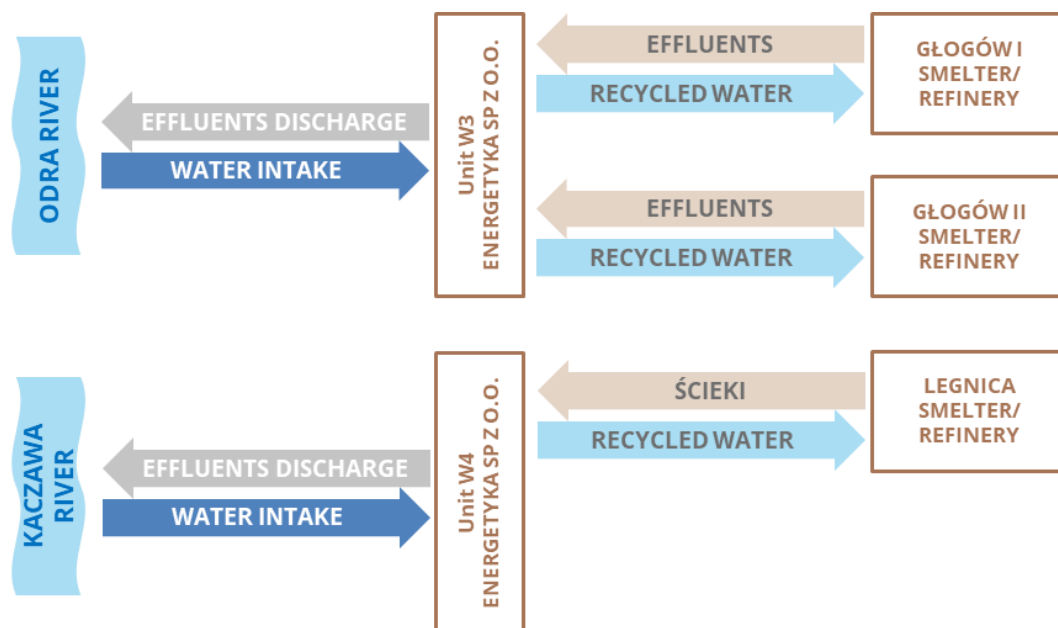 ODRA RIVER
EFFLUENTS DISCHARGE
WATER INTAKE
Unit W3
ENERGETYKA SP Z O.O.
EFFLUENTS
RECYCLED WATER
GŁOGÓW I
SMELTER/
REFINERY
EFFLUENTS
RECYCLED WATER
GŁOGÓW II
SMELTER/
REFINERY
KACZAWA
RIVER
EFFLUENTS DISCHARGE
WATER INTAKE
Unit W4
ENERGETYKA SP Z O.O.
ŚCIEKI
RECYCLED WATER
LEGNICA
SMELTER/
REFINERY